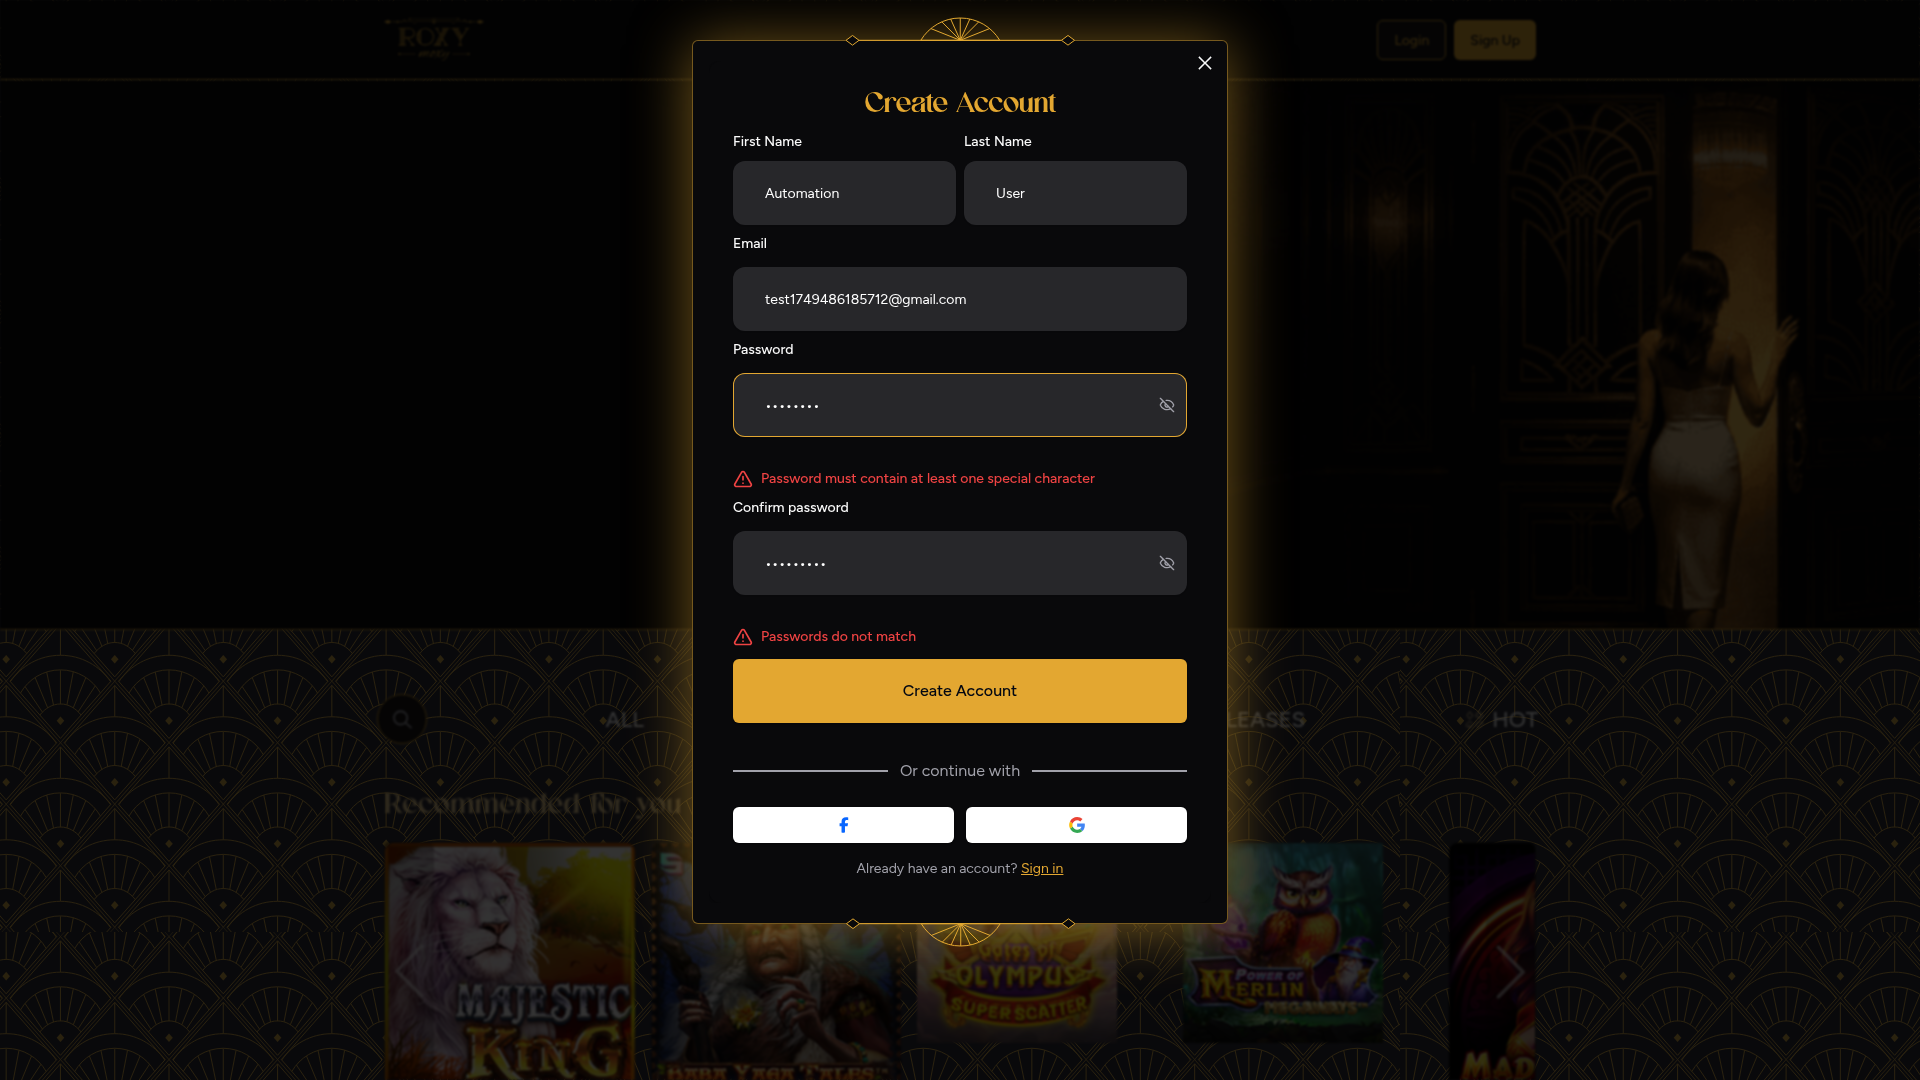 ROXY
Login
Sign Up
Create Account
First Name
Last Name
Automation
User
Email
test1749486185712@gmail.com
Password
••••••••
Password must contain at least one special character
Confirm password
•••••••••
Passwords do not match
Create Account
ALL
LEASES
HOT
Or continue with
Recommended for you
Already have an account? Sign in
MAJESTIC
KING
BABA YAGA TALES
OLYMPUS
SUPER SCATTER
POWER OF
MERLIN
MEGAWAYS
MAD